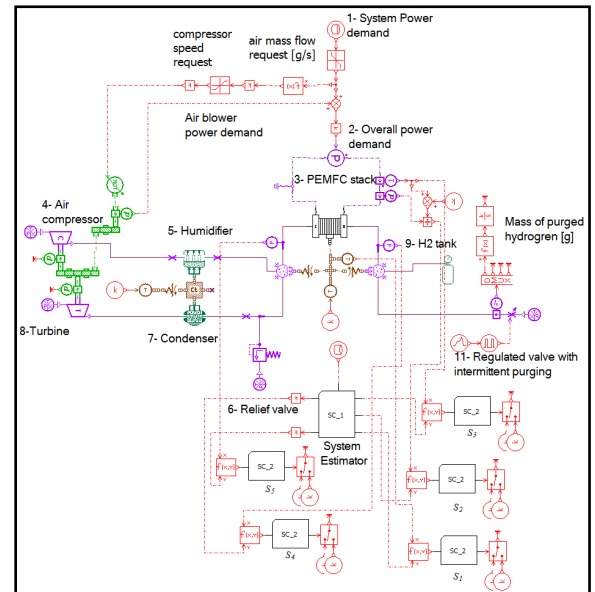 1- System Power
demand
compressor
speed
request
air mass flow
request [g/s]
f(x)
k
Air blower
power demand
2- Overall power
demand
P
3- PEMFC stack
4- Air
compressor
5- Humidifier
9- H2 tank
Mass of purged
hydrogren [g]
f(x)
DMUX
C
T
Cb
k
T
T
k
8-Turbine
7- Condenser
11- Regulated valve with
intermittent purging
6- Relief valve
SC_1
System
Estimator
f(x,y)
SC_2
S3
k
f(x,y)
SC_2
S5
k
f(x,y)
SC_2
S2
k
f(x,y)
SC_2
S4
k
f(x,y)
SC_2
S1
k